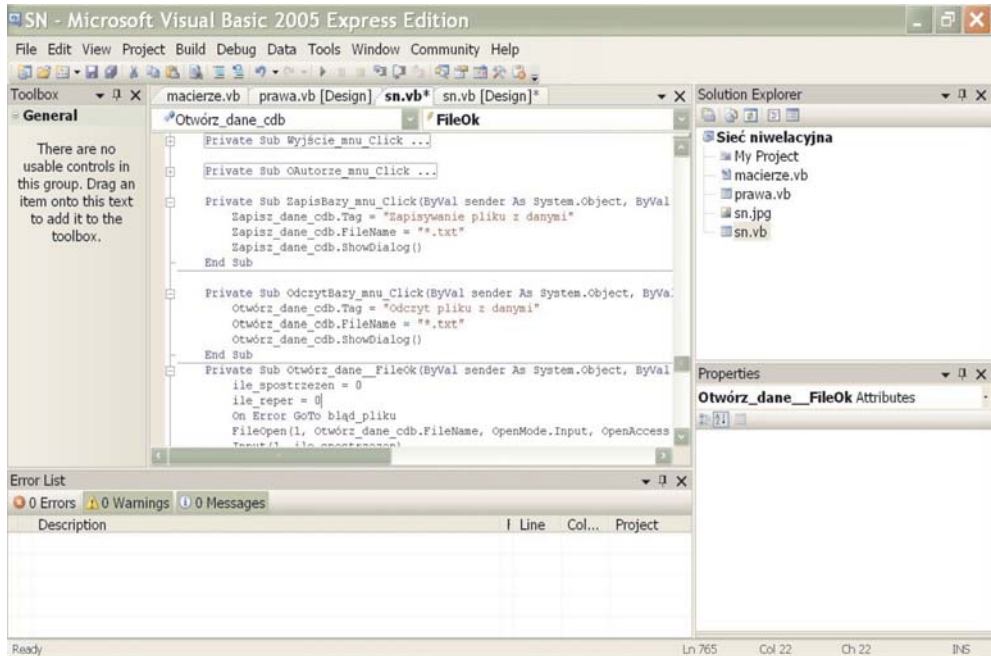 SN - Microsoft Visual Basic 2005 Express Edition
File Edit View Project Build Debug Data Tools Window Community Help
Toolbox
General
There are no
usable controls in
this group. Drag an
item onto this text
to add it to the
toolbox.
macierze.vb prawa.vb [Design] sn.vb* sn.vb [Design]*
Otwórz_dane_cdb FileOk
Private Sub Wyjście_mnu_Click ...
Private Sub OAutorze_mnu_Click ...
Private Sub ZapisBazy_mnu_Click(ByVal sender As System.Object, ByVal
Zapisz_dane_cdb.Tag = "Zapisywanie pliku z danymi"
Zapisz_dane_cdb.FileName = "*.txt"
Zapisz_dane_cdb.ShowDialog()
End Sub
Private Sub OdczytBazy_mnu_Click(ByVal sender As System.Object, ByVa
Otwórz_dane_cdb.Tag = "Odczyt pliku z danymi"
Otwórz_dane_cdb.FileName = "*.txt"
Otwórz_dane_cdb.ShowDialog()
End Sub
Private Sub Otwórz_dane__FileOk(ByVal sender As System.Object, ByVal
ile_spostrzezen = 0
ile_reper = 0
On Error GoTo błąd_pliku
FileOpen(1, Otwórz_dane_cdb.FileName, OpenMode.Input, OpenAccess
Input(1, ile_spostrzezen)
Solution Explorer
Sieć niwelacyjna
My Project
macierze.vb
prawa.vb
sn.jpg
sn.vb
Properties
Otwórz_dane__FileOk Attributes
Error List
0 Errors 0 Warnings 0 Messages
Description Line Col... Project
Ready Ln 765 Col 22 Ch 22 INS